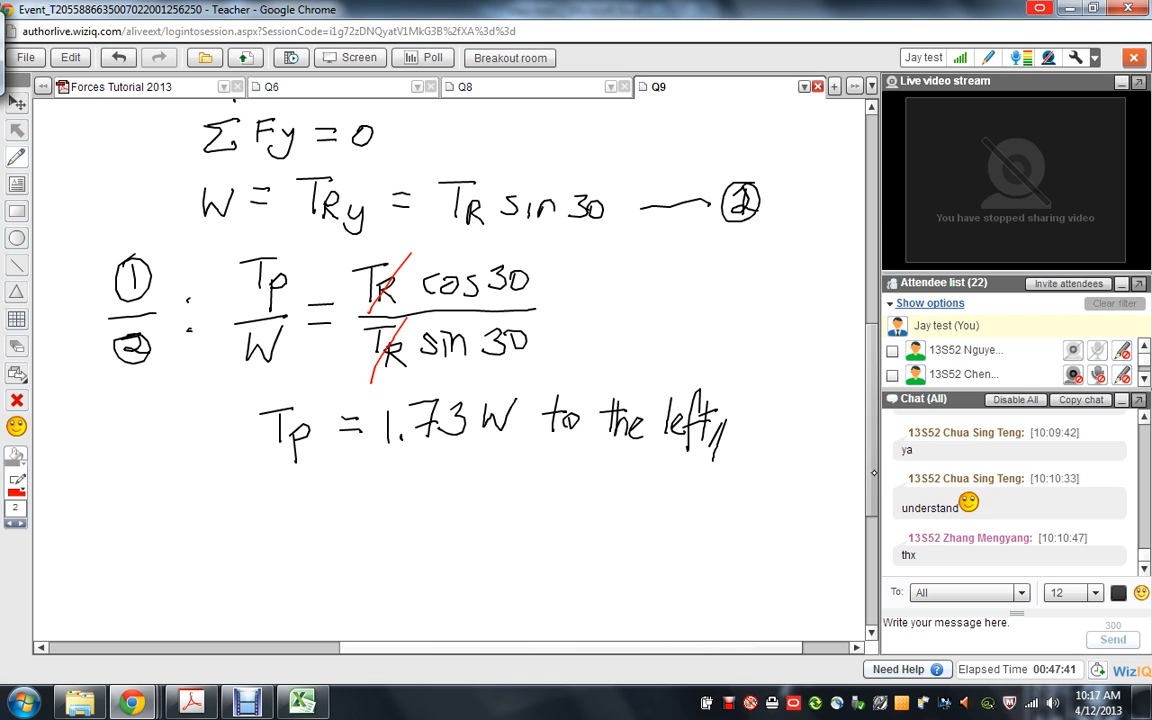 Event_T2055886635007022001256250 - Teacher - Google Chrome
authorlive.wiziq.com/aliveext/logintosession.aspx?SessionCode=i1g72zDNQyatV1MkG3B%2fXA%3d%3d
File Edit Screen Poll Breakout room Jay test
Forces Tutorial 2013 Q6 Q8 Q9
Σ Fy = 0
W = TRy = TR sin 30 —— ②
① Tp = TR cos 30
② : W TR sin 30
Tp = 1.73 W to the left
2
Live video stream
You have stopped sharing video
Attendee list (22) Invite attendees
Show options Clear filter
Jay test (You)
13S52 Nguye...
13S52 Chen...
Chat (All) Disable All Copy chat
13S52 Chua Sing Teng: [10:09:42]
ya
13S52 Chua Sing Teng: [10:10:33]
understand
13S52 Zhang Mengyang: [10:10:47]
thx
To: All 12
Write your message here.
300
Send
Need Help ? Elapsed Time 00:47:41 WizIQ
10:17 AM
4/12/2013